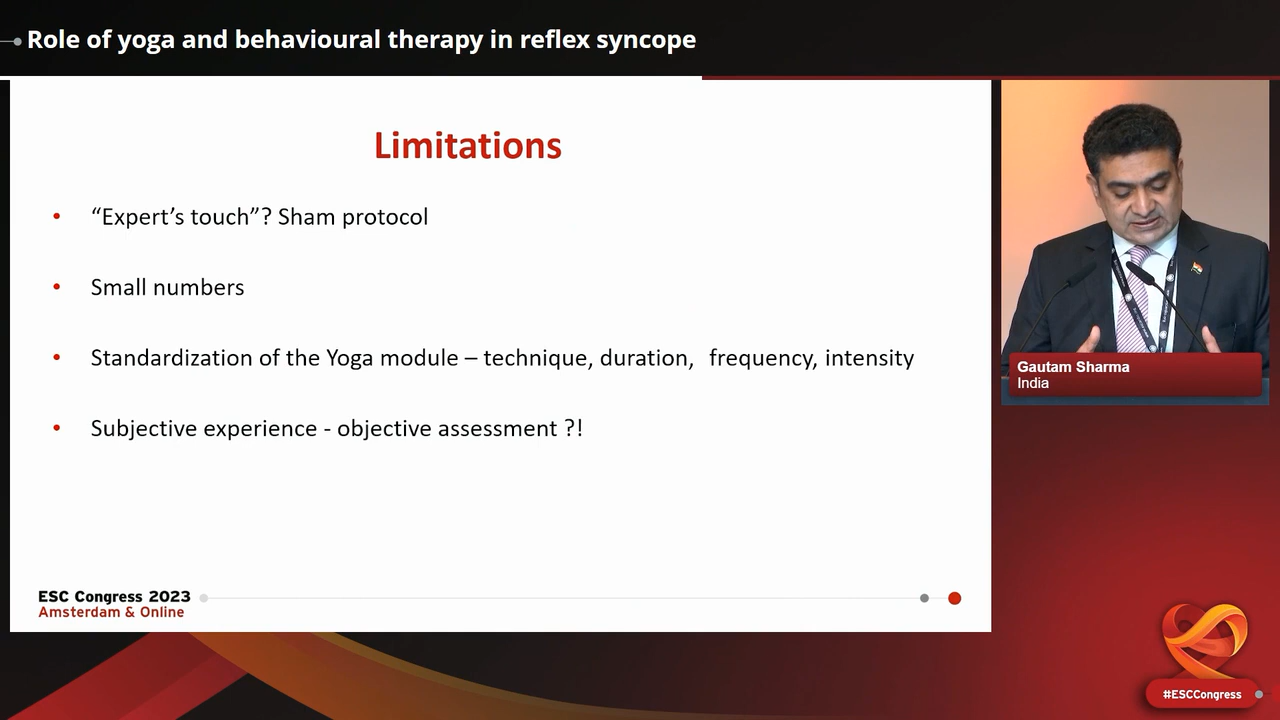 Role of yoga and behavioural therapy in reflex syncope
Limitations
• “Expert’s touch”? Sham protocol
• Small numbers
• Standardization of the Yoga module – technique, duration, frequency, intensity
• Subjective experience - objective assessment ?!
ESC Congress 2023
Amsterdam & Online
Gautam Sharma
India
#ESCCongress